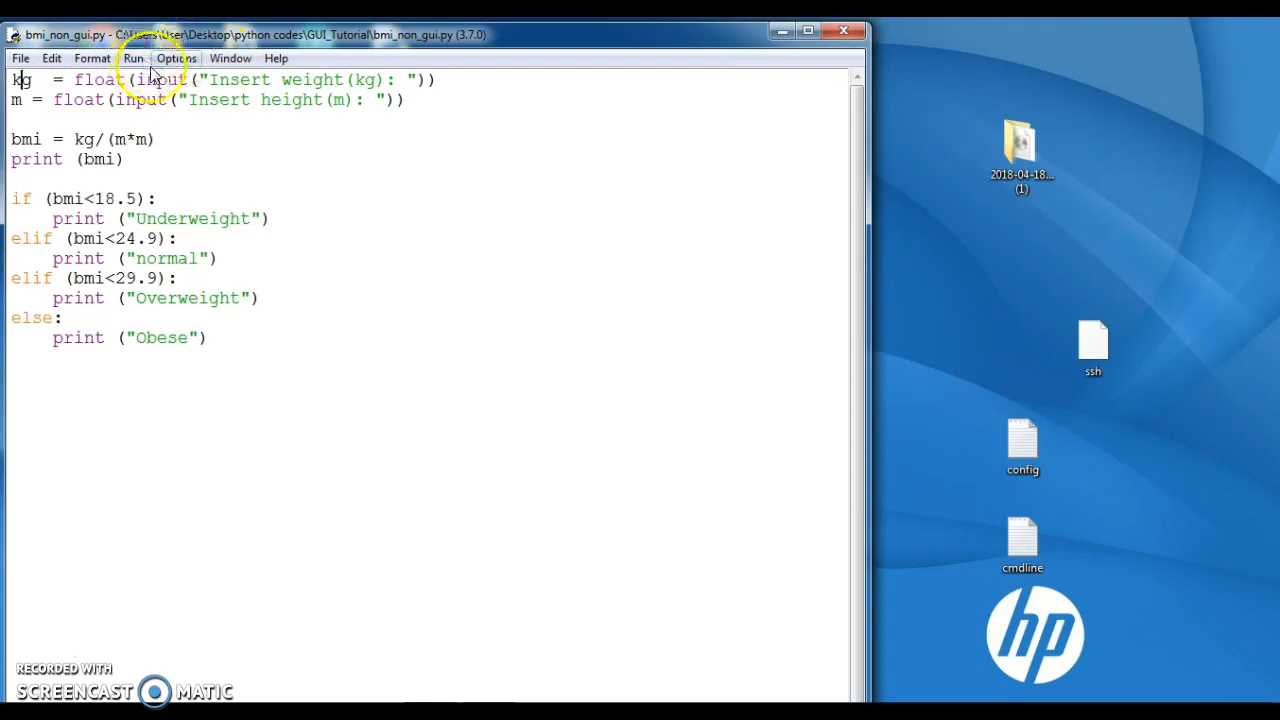 bmi_non_gui.py - C:\Users\User\Desktop\python codes\GUI_Tutorial\bmi_non_gui.py (3.7.0)
File Edit Format Run Options Window Help
kg  = float(input("Insert weight(kg): "))
m = float(input("Insert height(m): "))
bmi = kg/(m*m)
print (bmi)
if (bmi<18.5):
    print ("Underweight")
elif (bmi<24.9):
    print ("normal")
elif (bmi<29.9):
    print ("Overweight")
else:
    print ("Obese")
2018-04-18...
(1)
ssh
config
cmdline
hp
RECORDED WITH
SCREENCAST MATIC